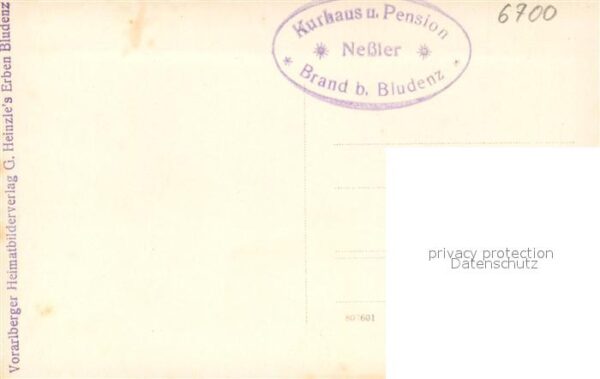 6700
Kurhaus u. Pension
Neßler
Brand b. Bludenz
Vorarlberger Heimatbilderverlag G. Heinzle's Erben Bludenz
privacy protection
Datenschutz